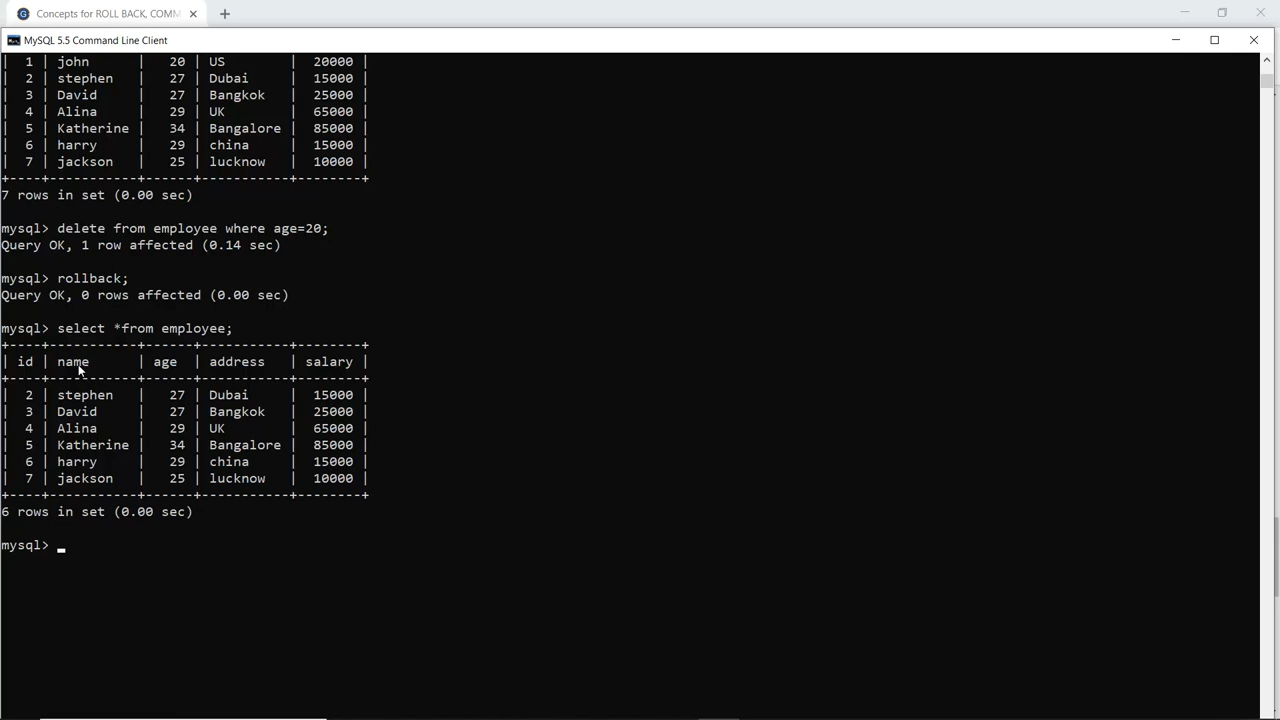 Concepts for ROLL BACK, COMM
MySQL 5.5 Command Line Client
|  1 | john      |   20 | US        |  20000 |
|  2 | stephen   |   27 | Dubai     |  15000 |
|  3 | David     |   27 | Bangkok   |  25000 |
|  4 | Alina     |   29 | UK        |  65000 |
|  5 | Katherine |   34 | Bangalore |  85000 |
|  6 | harry     |   29 | china     |  15000 |
|  7 | jackson   |   25 | lucknow   |  10000 |
+----+-----------+------+-----------+--------+
7 rows in set (0.00 sec)
mysql> delete from employee where age=20;
Query OK, 1 row affected (0.14 sec)
mysql> rollback;
Query OK, 0 rows affected (0.00 sec)
mysql> select *from employee;
+----+-----------+------+-----------+--------+
| id | name      | age  | address   | salary |
+----+-----------+------+-----------+--------+
|  2 | stephen   |   27 | Dubai     |  15000 |
|  3 | David     |   27 | Bangkok   |  25000 |
|  4 | Alina     |   29 | UK        |  65000 |
|  5 | Katherine |   34 | Bangalore |  85000 |
|  6 | harry     |   29 | china     |  15000 |
|  7 | jackson   |   25 | lucknow   |  10000 |
+----+-----------+------+-----------+--------+
6 rows in set (0.00 sec)
mysql> _